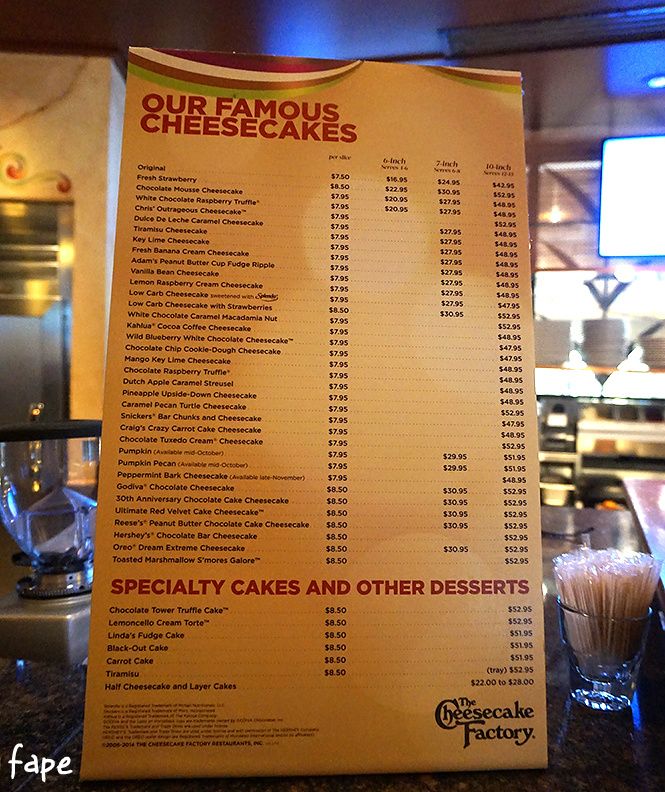 OUR FAMOUS
CHEESECAKES
per slice 6-inch Serves 4-6 7-inch Serves 6-8 10-inch Serves 12-15
Original $7.50 $16.95 $24.95 $42.95
Fresh Strawberry $8.50 $22.95 $30.95 $52.95
Chocolate Mousse Cheesecake $7.95 $20.95 $27.95 $48.95
White Chocolate Raspberry Truffle® $7.95 $20.95 $27.95 $48.95
Chris' Outrageous Cheesecake™ $7.95 $52.95
Dulce De Leche Caramel Cheesecake $7.95 $27.95 $48.95
Tiramisu Cheesecake $7.95 $27.95 $48.95
Key Lime Cheesecake $7.95 $27.95 $48.95
Fresh Banana Cream Cheesecake $7.95 $27.95 $48.95
Adam's Peanut Butter Cup Fudge Ripple $7.95 $52.95
Vanilla Bean Cheesecake $7.95 $27.95 $48.95
Lemon Raspberry Cream Cheesecake $7.95 $27.95 $48.95
Low Carb Cheesecake sweetened with Splenda $7.95 $27.95 $47.95
Low Carb Cheesecake with Strawberries $8.50 $30.95 $52.95
White Chocolate Caramel Macadamia Nut $7.95 $52.95
Kahlua® Cocoa Coffee Cheesecake $7.95 $48.95
Wild Blueberry White Chocolate Cheesecake™ $7.95 $47.95
Chocolate Chip Cookie-Dough Cheesecake $7.95 $47.95
Mango Key Lime Cheesecake $7.95 $48.95
Chocolate Raspberry Truffle® $7.95 $48.95
Dutch Apple Caramel Streusel $7.95 $48.95
Pineapple Upside-Down Cheesecake $7.95 $48.95
Caramel Pecan Turtle Cheesecake $7.95 $52.95
Snickers® Bar Chunks and Cheesecake $7.95 $47.95
Craig's Crazy Carrot Cake Cheesecake $7.95 $48.95
Chocolate Tuxedo Cream® Cheesecake $7.95 $52.95
Pumpkin (Available mid-October) $7.95 $29.95 $51.95
Pumpkin Pecan (Available mid-October) $7.95 $29.95 $51.95
Peppermint Bark Cheesecake (Available late-November) $7.95 $48.95
Godiva® Chocolate Cheesecake $8.50 $30.95 $52.95
30th Anniversary Chocolate Cake Cheesecake $8.50 $30.95 $52.95
Ultimate Red Velvet Cake Cheesecake™ $8.50 $30.95 $52.95
Reese's® Peanut Butter Chocolate Cake Cheesecake $8.50 $30.95 $52.95
Hershey's® Chocolate Bar Cheesecake $8.50 $52.95
Oreo® Dream Extreme Cheesecake $8.50 $30.95 $52.95
Toasted Marshmallow S'mores Galore™ $8.50 $52.95
SPECIALTY CAKES AND OTHER DESSERTS
Chocolate Tower Truffle Cake™ $8.50 $52.95
Lemoncello Cream Torte™ $8.50 $52.95
Linda's Fudge Cake $8.50 $51.95
Black-Out Cake $8.50 $51.95
Carrot Cake $8.50 $51.95
Tiramisu $8.50 (tray) $52.95
Half Cheesecake and Layer Cakes $22.00 to $28.00
©2005-2014 THE CHEESECAKE FACTORY RESTAURANTS, INC.
The
Cheesecake
Factory®
fape